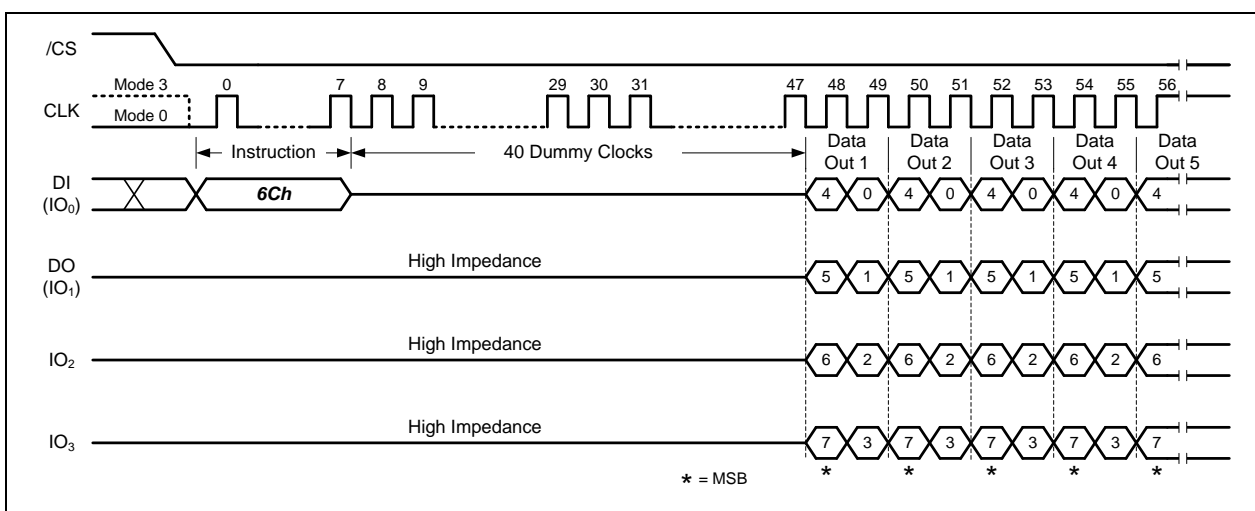 /CS
Mode 3 0 7 8 9 29 30 31 47 48 49 50 51 52 53 54 55 56
CLK
Mode 0
Instruction 40 Dummy Clocks Data Out 1 Data Out 2 Data Out 3 Data Out 4 Data Out 5
DI
(IO₀)
6Ch 4 0 4 0 4 0 4 0 4
High Impedance
DO
(IO₁)
5 1 5 1 5 1 5 1 5
High Impedance
IO₂ 6 2 6 2 6 2 6 2 6
High Impedance
IO₃ 7 3 7 3 7 3 7 3 7
* * * * *
* = MSB